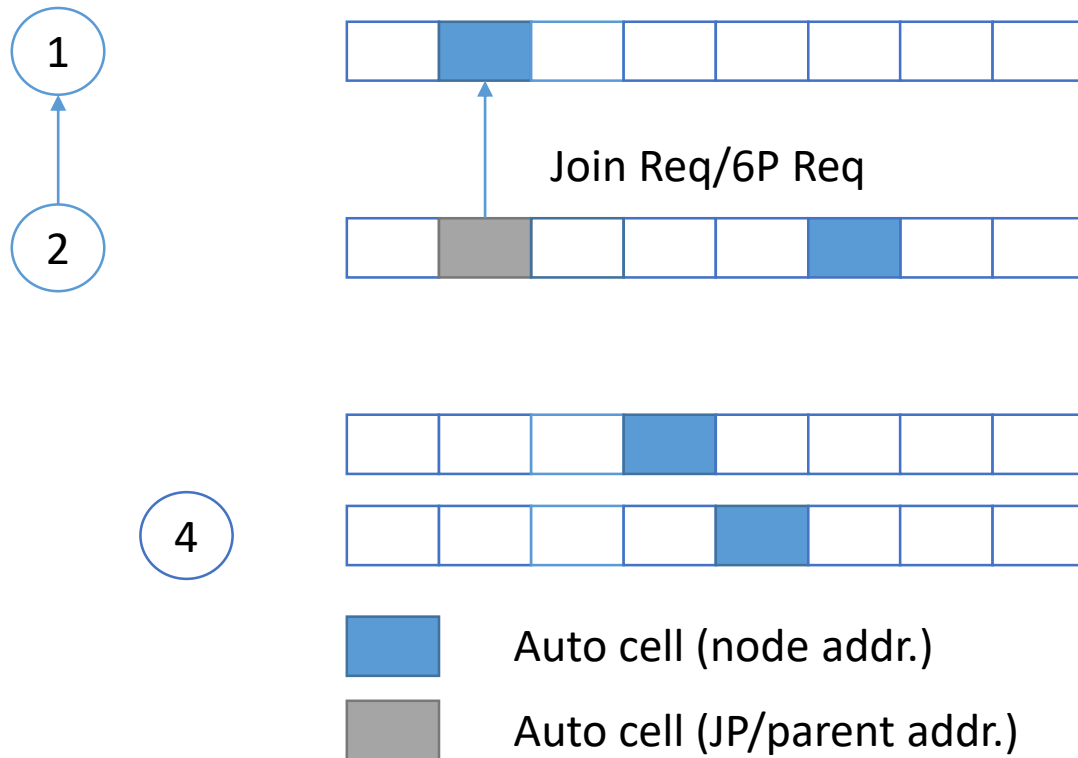 1
Join Req/6P Req
2
4
Auto cell (node addr.)
Auto cell (JP/parent addr.)